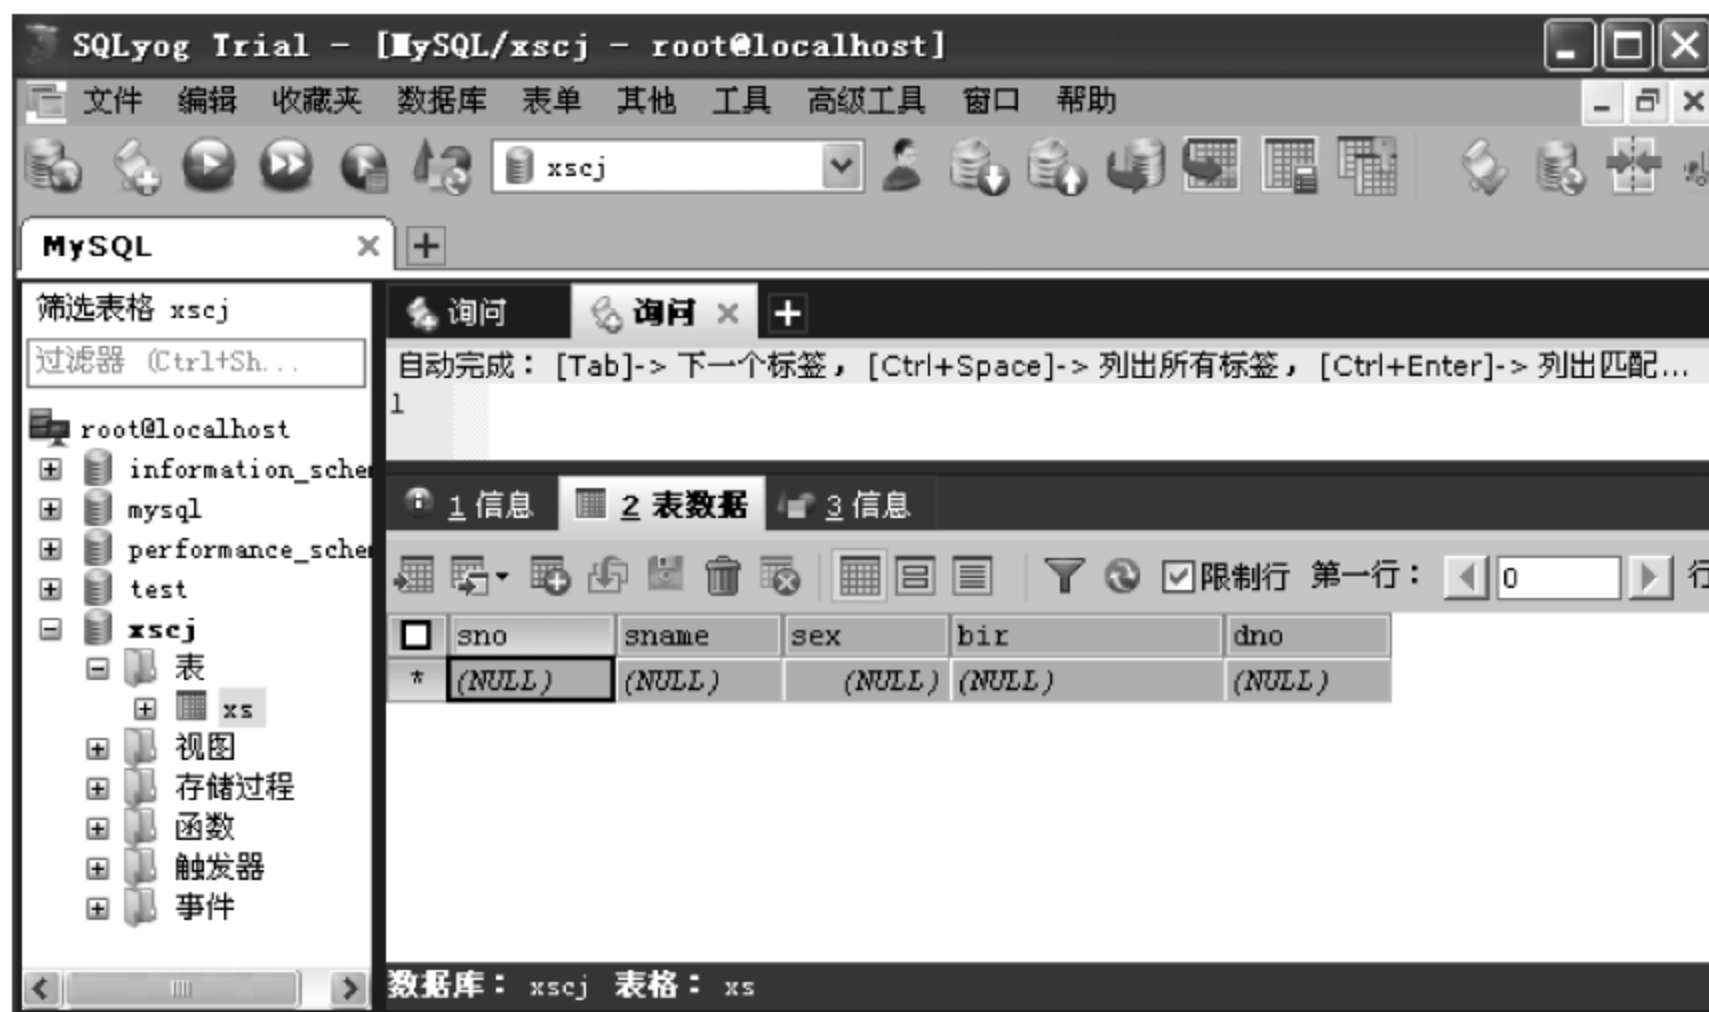 SQLyog Trial - [MySQL/xscj - root@localhost]
文件 编辑 收藏夹 数据库 表单 其他 工具 高级工具 窗口 帮助
xscj
MySQL
筛选表格 xscj
过滤器 (Ctrl+Sh...
root@localhost
information_schem
mysql
performance_schem
test
xscj
表
xs
视图
存储过程
函数
触发器
事件
询问 询问
自动完成： [Tab]-> 下一个标签， [Ctrl+Space]-> 列出所有标签， [Ctrl+Enter]-> 列出匹配...
1
1 信息 2 表数据 3 信息
限制行 第一行： 0 行
sno sname sex bir dno
* (NULL) (NULL) (NULL) (NULL) (NULL)
数据库： xscj 表格： xs